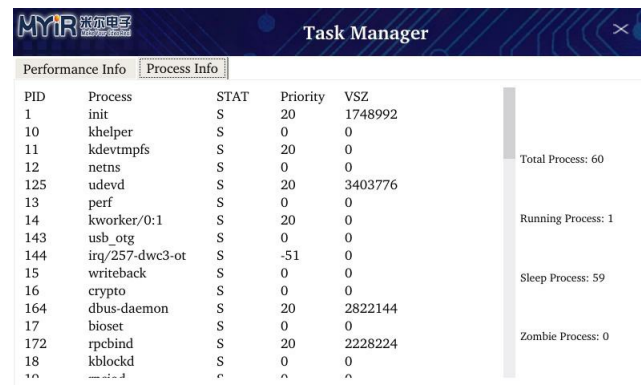 MYiR 米尔电子
Make Your Idea Real
Task Manager
Performance Info Process Info
PID Process STAT Priority VSZ
1 init S 20 1748992
10 khelper S 0 0
11 kdevtmpfs S 20 0
12 netns S 0 0
125 udevd S 20 3403776
13 perf S 0 0
14 kworker/0:1 S 20 0
143 usb_otg S 0 0
144 irq/257-dwc3-ot S -51 0
15 writeback S 0 0
16 crypto S 0 0
164 dbus-daemon S 20 2822144
17 bioset S 0 0
172 rpcbind S 20 2228224
18 kblockd S 0 0
Total Process: 60
Running Process: 1
Sleep Process: 59
Zombie Process: 0